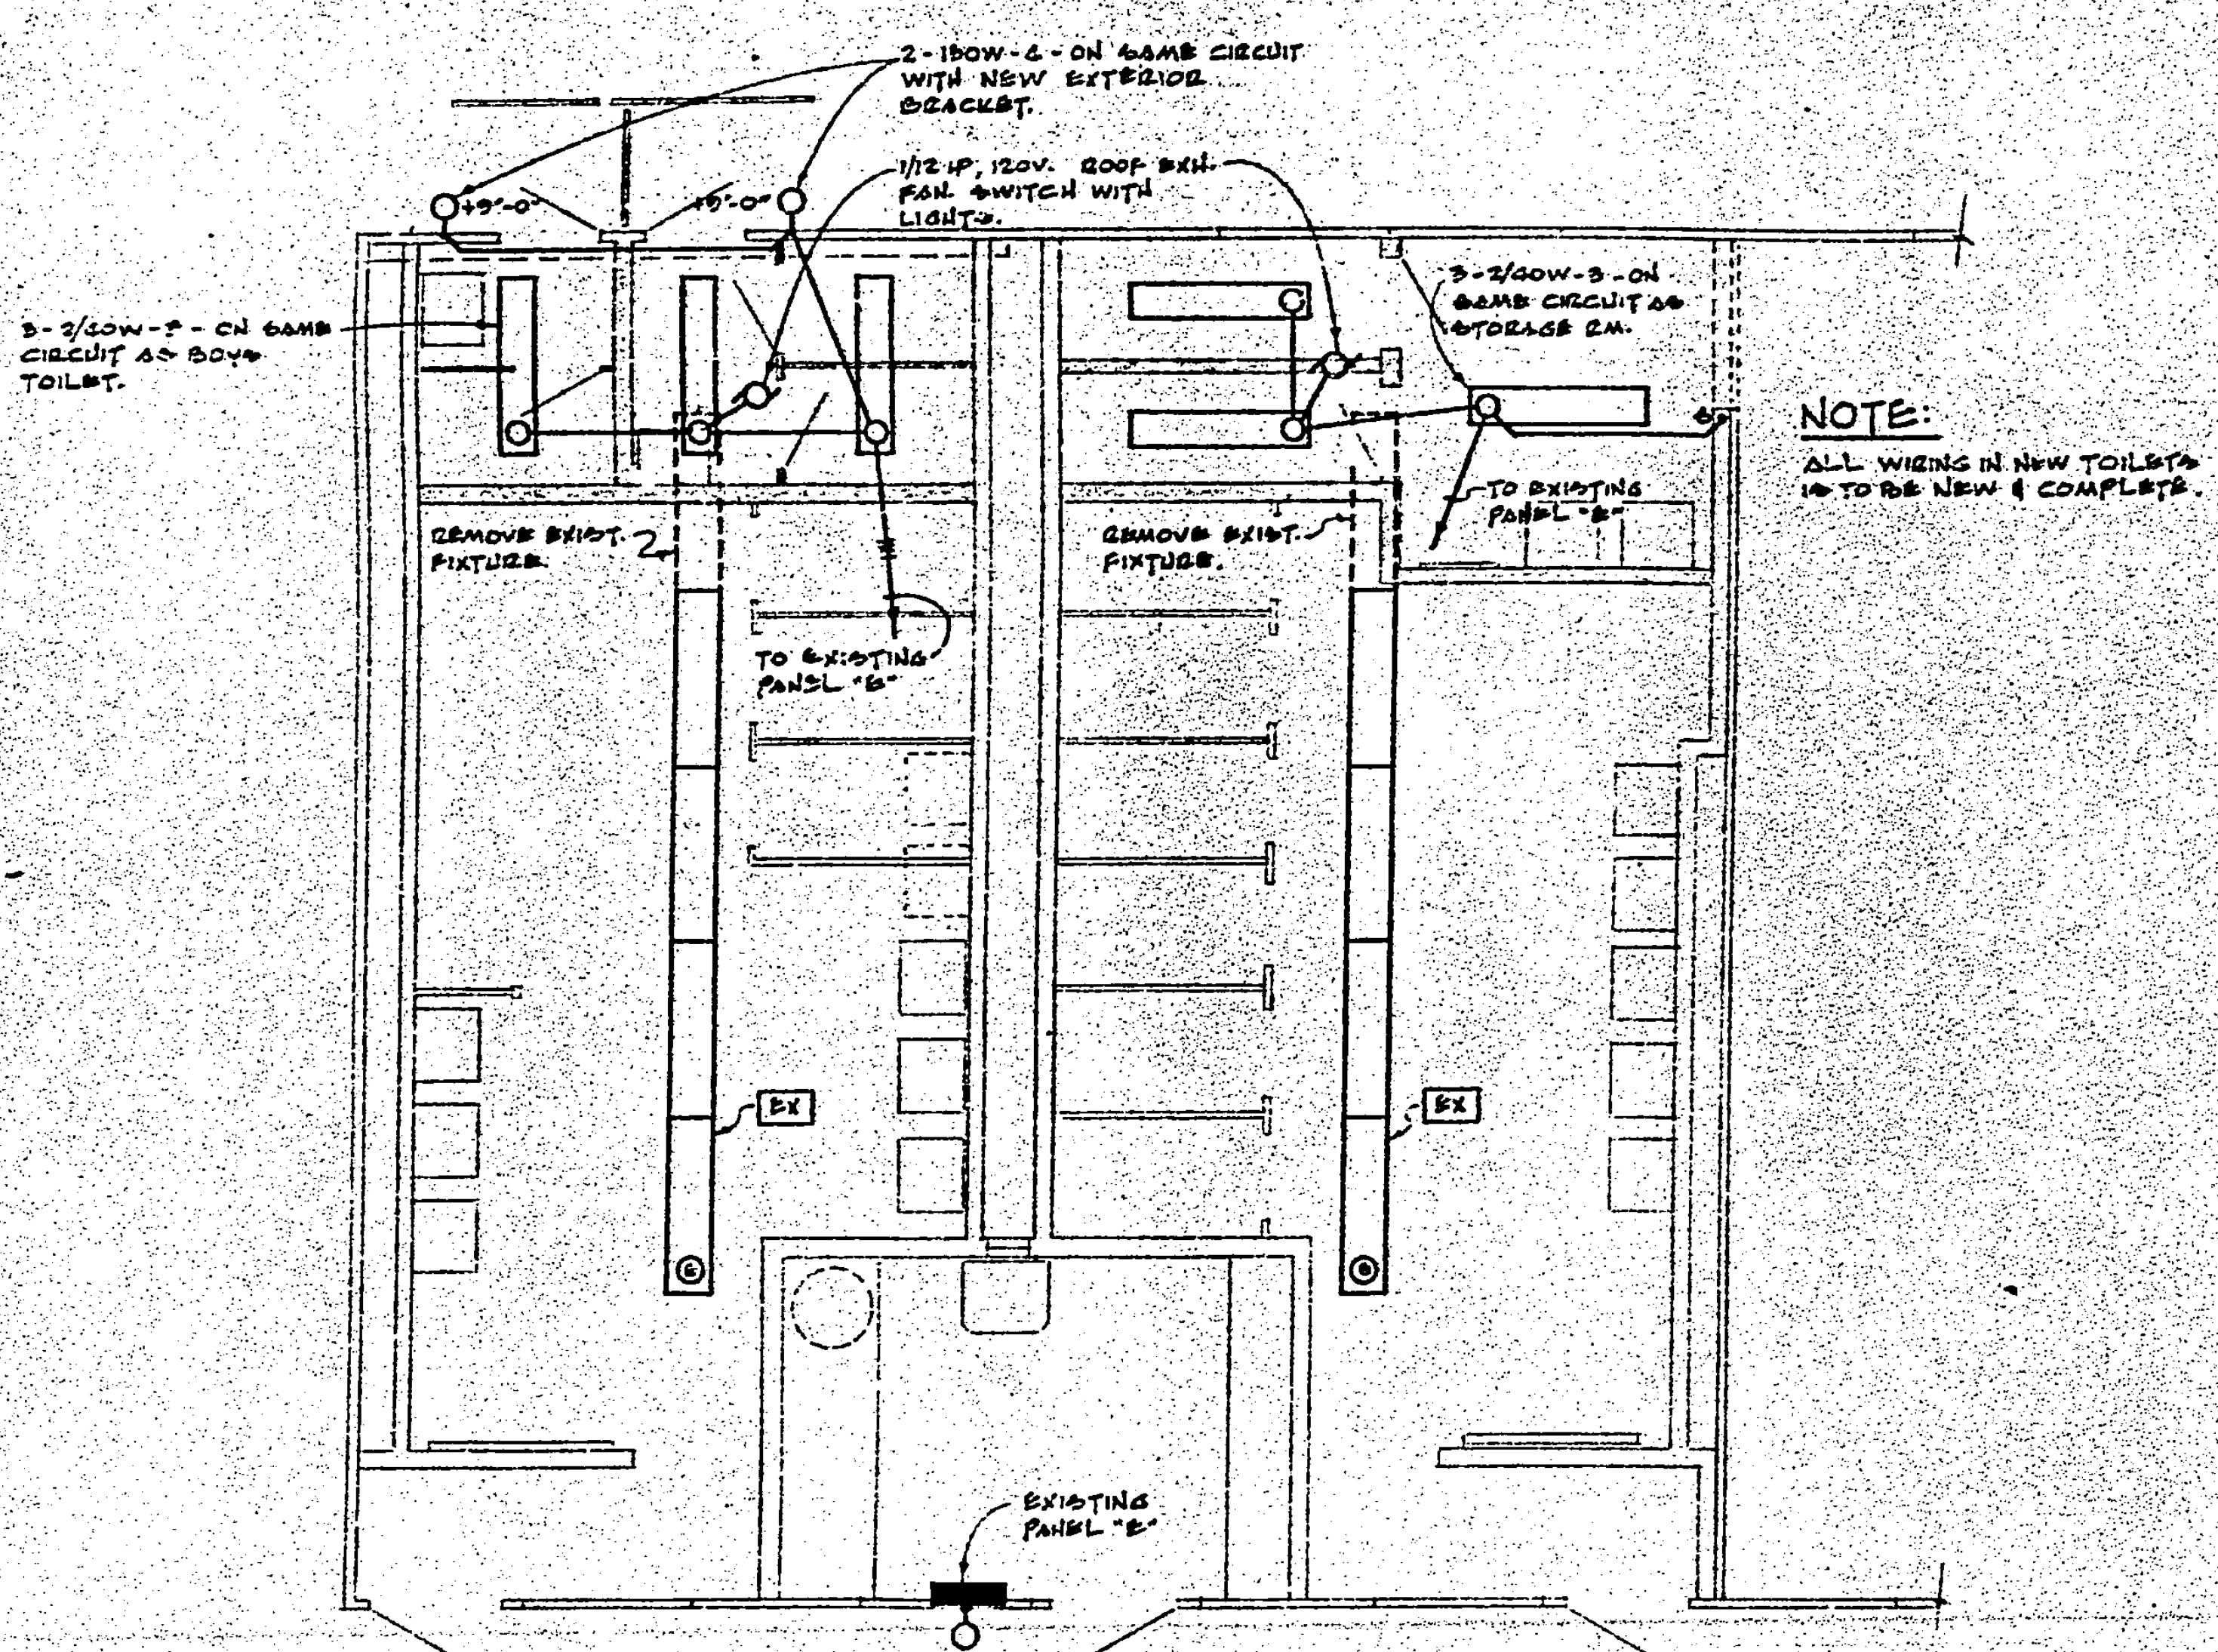 2-150W-C-ON SAME CIRCUIT
WITH NEW EXTERIOR
BRACKET.
1/12 HP, 120V. ROOF EXH.
FAN. SWITCH WITH
LIGHTS.
+9'-0"
+9'-0"
3-2/40W- - ON SAME
CIRCUIT AS BOYS
TOILET.
3-2/40W-B-ON
SAME CIRCUIT AS
STORAGE RM.
S
NOTE:
ALL WIRING IN NEW TOILETS
IS TO BE NEW & COMPLETE.
TO EXISTING
PANEL "E"
REMOVE EXIST.
FIXTURE.
REMOVE EXIST.
FIXTURE.
TO EXISTING
PANEL "E"
EX
EX
E
EXISTING
PANEL "E"